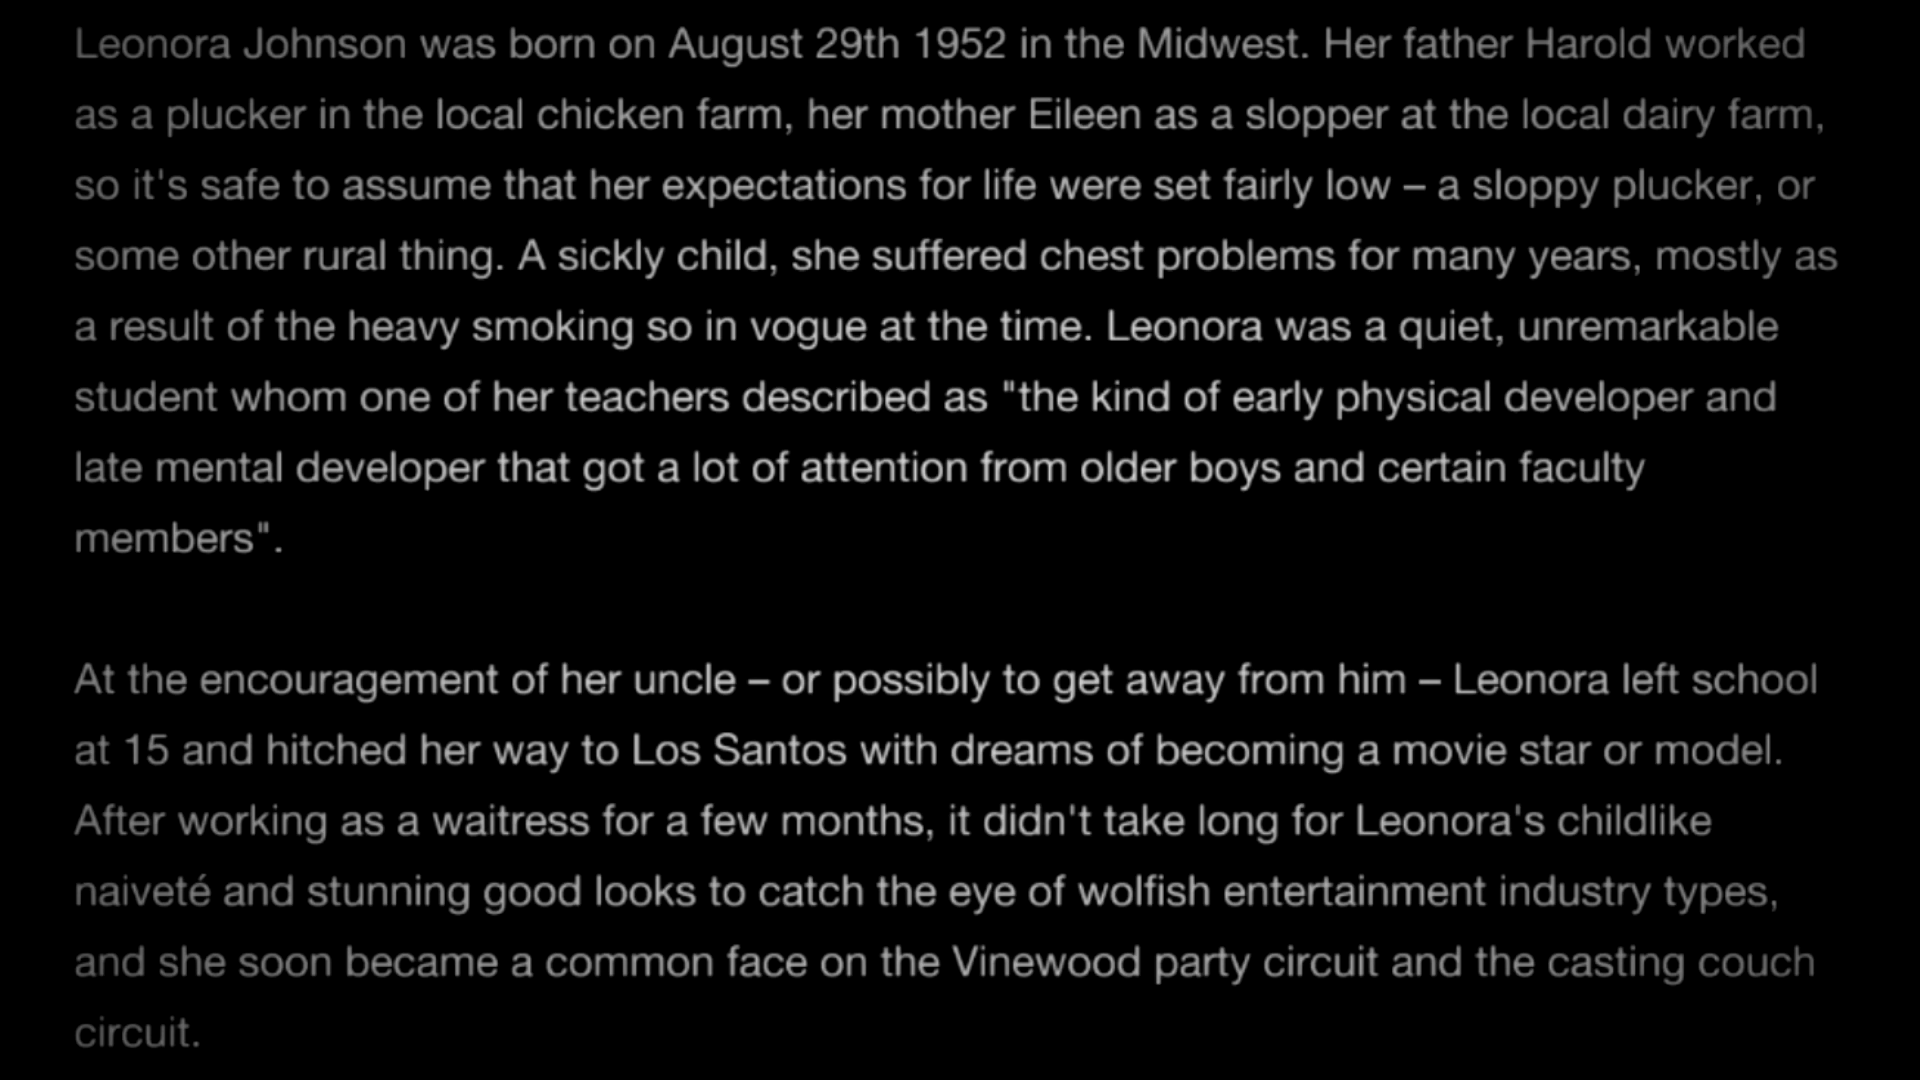 Leonora Johnson was born on August 29th 1952 in the Midwest. Her father Harold worked
as a plucker in the local chicken farm, her mother Eileen as a slopper at the local dairy farm,
so it's safe to assume that her expectations for life were set fairly low – a sloppy plucker, or
some other rural thing. A sickly child, she suffered chest problems for many years, mostly as
a result of the heavy smoking so in vogue at the time. Leonora was a quiet, unremarkable
student whom one of her teachers described as "the kind of early physical developer and
late mental developer that got a lot of attention from older boys and certain faculty
members".
At the encouragement of her uncle – or possibly to get away from him – Leonora left school
at 15 and hitched her way to Los Santos with dreams of becoming a movie star or model.
After working as a waitress for a few months, it didn't take long for Leonora's childlike
naiveté and stunning good looks to catch the eye of wolfish entertainment industry types,
and she soon became a common face on the Vinewood party circuit and the casting couch
circuit.